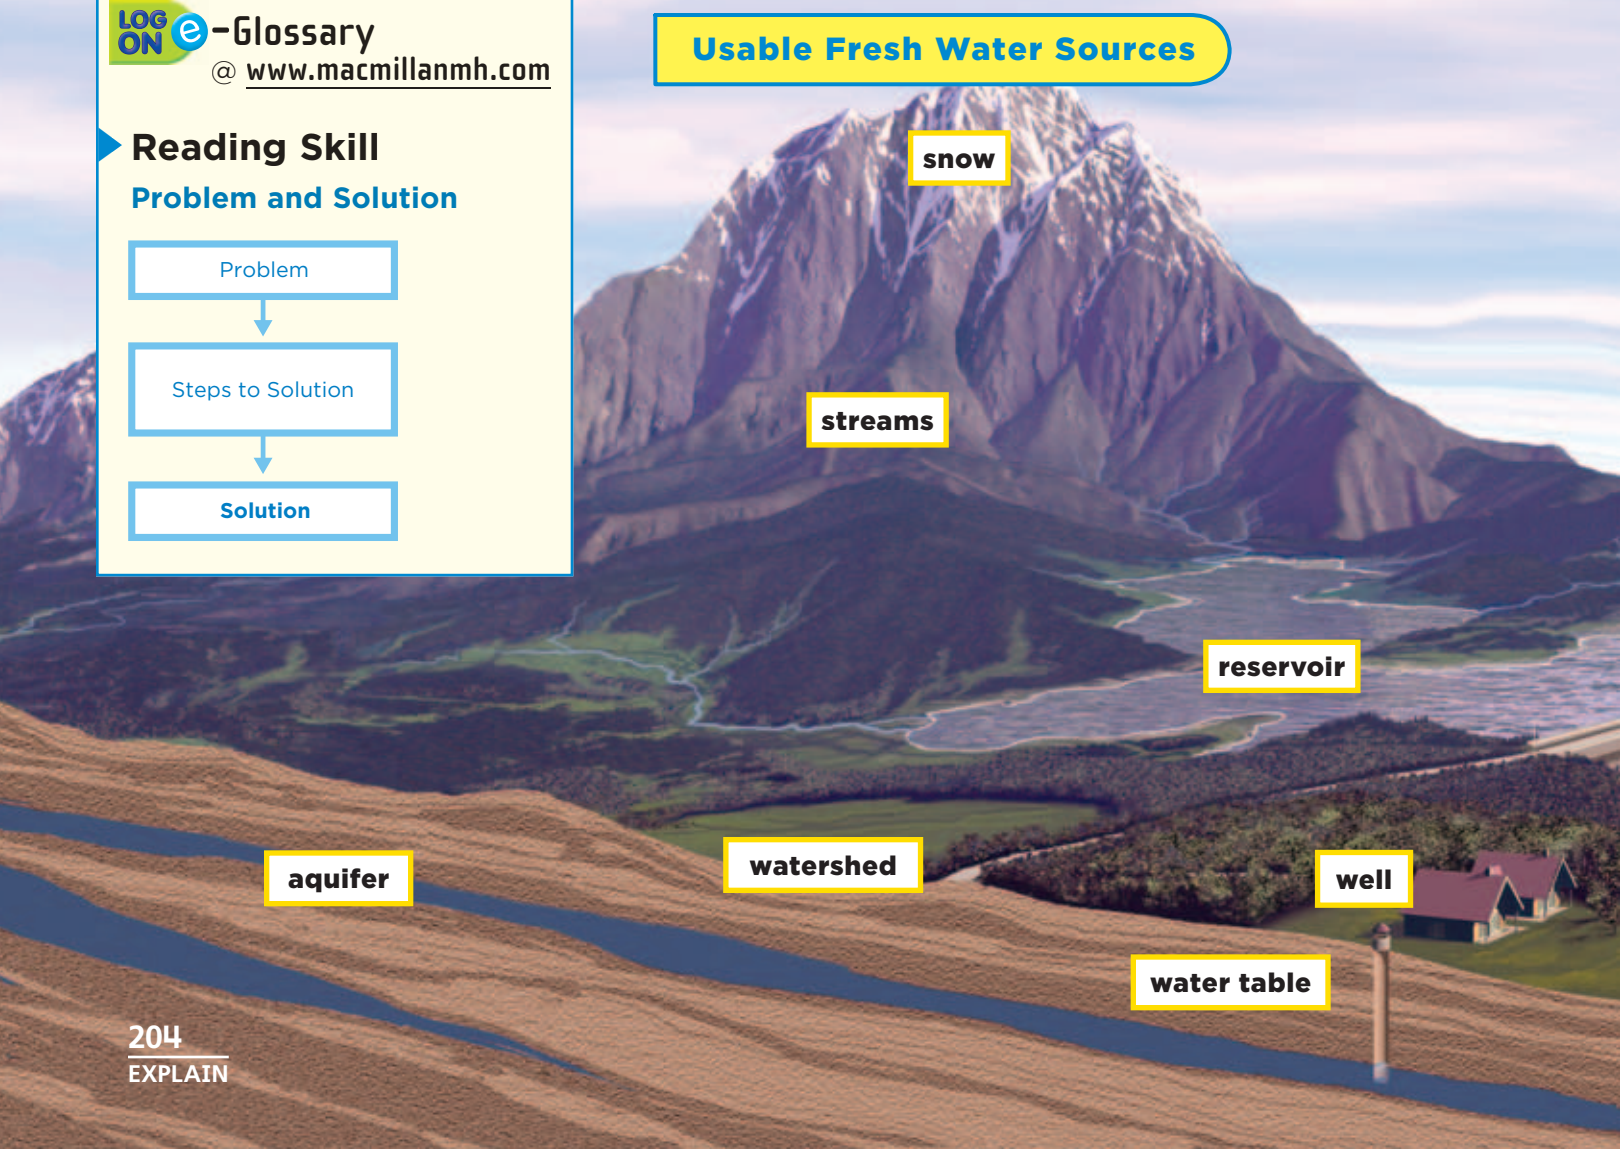 LOG
ON e-Glossary
@ www.macmillanmh.com
Reading Skill
Problem and Solution
Problem
Steps to Solution
Solution
Usable Fresh Water Sources
snow
streams
reservoir
watershed
aquifer
well
water table
204
EXPLAIN